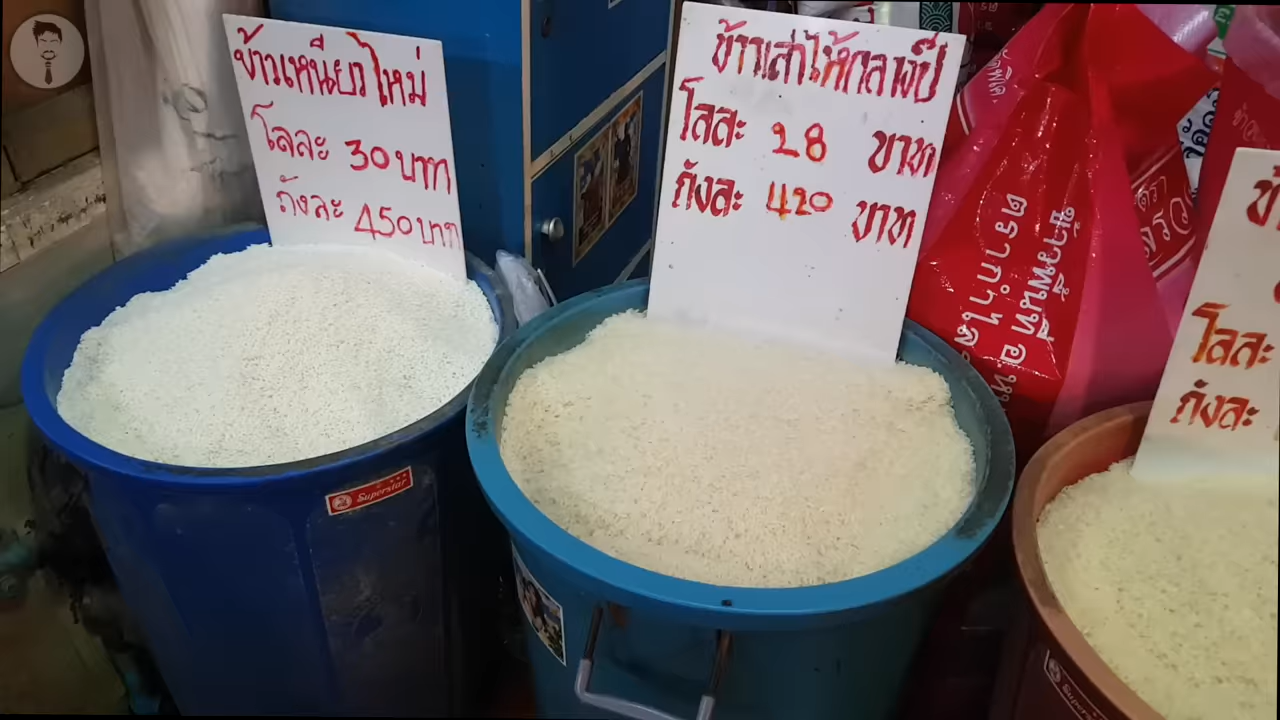 ข้าวเหนียวใหม่
โลละ 30 บาท
ถังละ 450 บาท
ข้าวเสาไห้กลางปี
โลละ 28 บาท
ถังละ 420 บาท
โลละ
ถังละ
Superstar